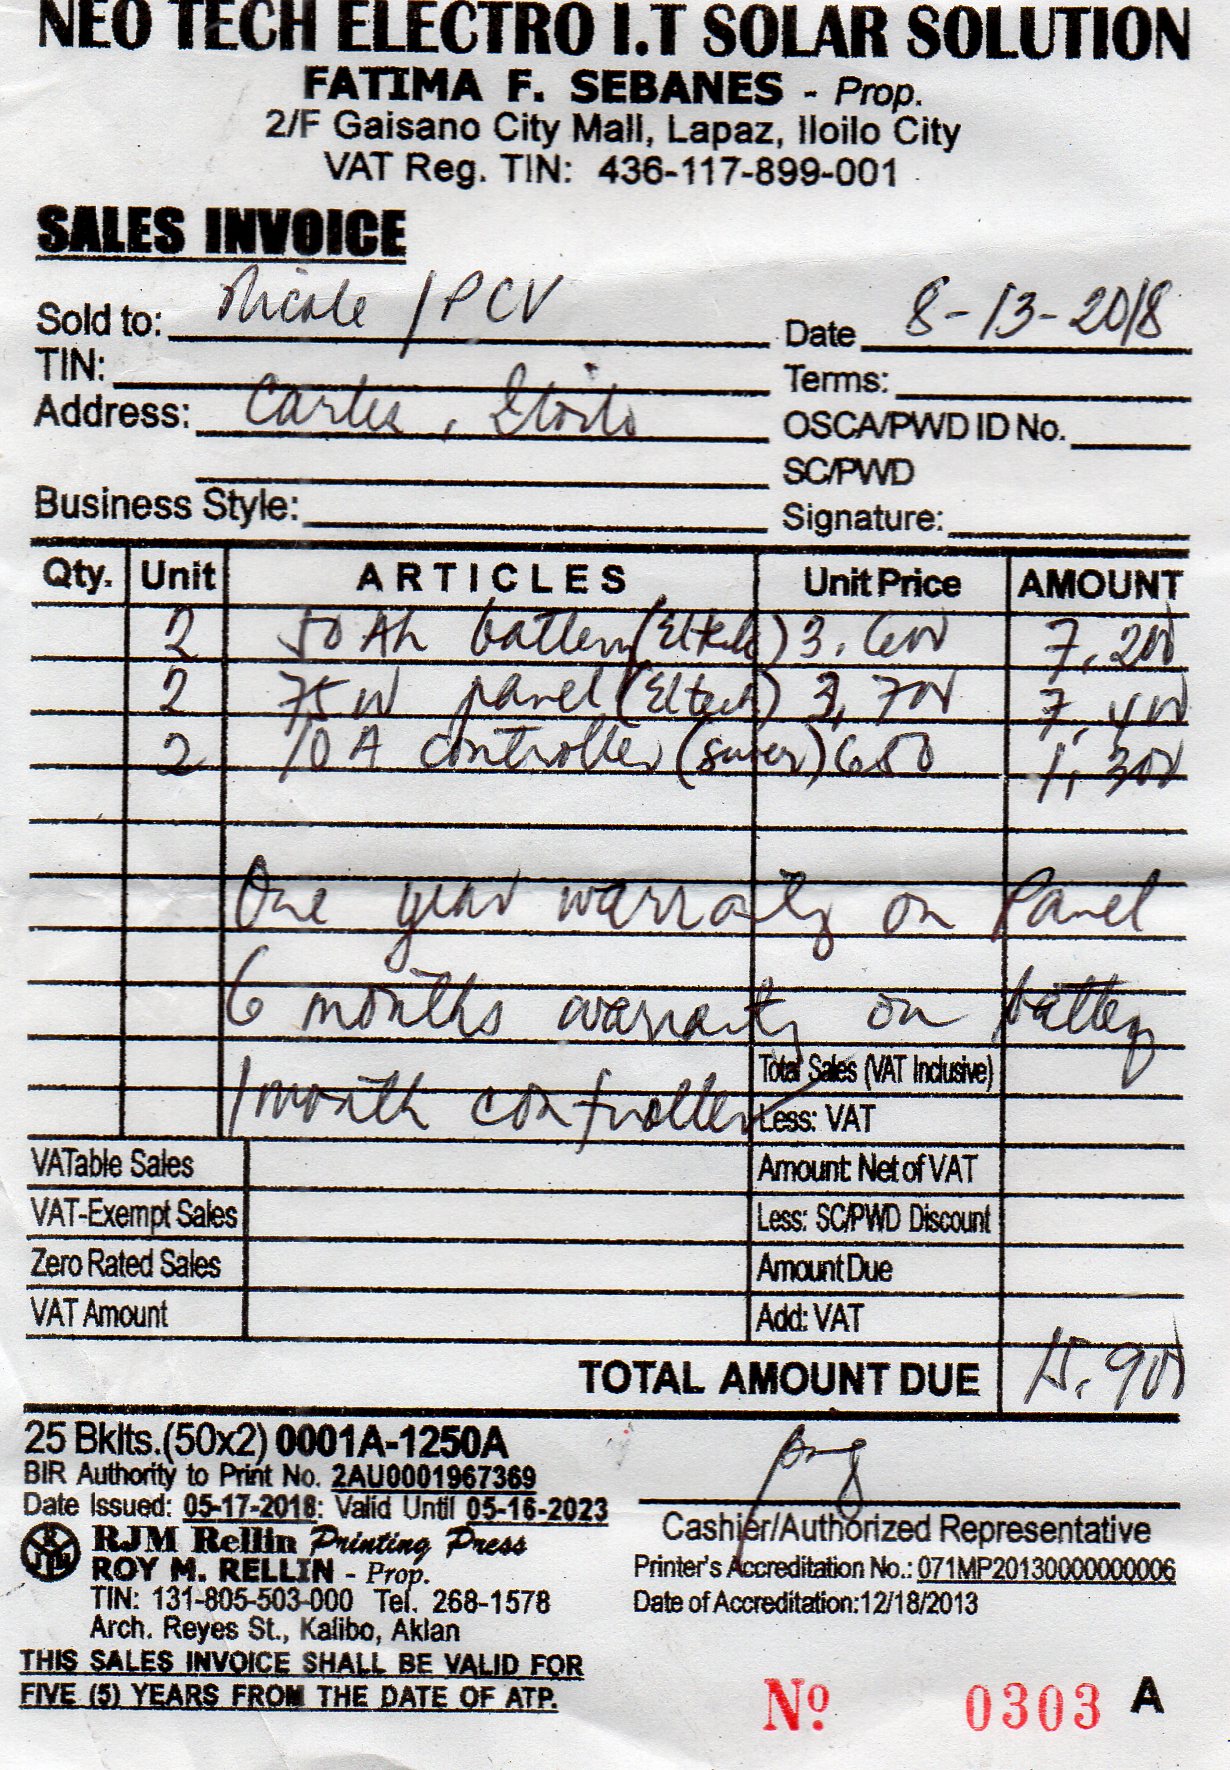 NEO TECH ELECTRO I.T SOLAR SOLUTION
FATIMA F. SEBANES - Prop.
2/F Gaisano City Mall, Lapaz, Iloilo City
VAT Reg. TIN: 436-117-899-001
SALES INVOICE
Sold to: Nicole / PCV Date 8-13-2018
TIN: Terms:
Address: Carles, Iloilo OSCA/PWD ID No.
SC/PWD
Business Style: Signature:
Qty. Unit ARTICLES Unit Price AMOUNT
2 50 Ah battery (Eltech) 3,600 7,200
2 75W panel (Eltech) 3,700 7,400
2 10A controller 650 1,300
One year warranty on Panel
6 months warranty on battery
Total Sales (VAT Inclusive)
1 month controller Less: VAT
VATable Sales Amount: Net of VAT
VAT-Exempt Sales Less: SC/PWD Discount
Zero Rated Sales Amount Due
VAT Amount Add: VAT
TOTAL AMOUNT DUE 15,900
25 Bklts.(50x2) 0001A-1250A
BIR Authority to Print No. 2AU0001967369
Date Issued: 05-17-2018: Valid Until 05-16-2023
RJM Rellin Printing Press Cashier/Authorized Representative
ROY M. RELLIN - Prop. Printer's Accreditation No.: 071MP20130000000006
TIN: 131-805-503-000 Tel. 268-1578 Date of Accreditation:12/18/2013
Arch. Reyes St., Kalibo, Aklan
THIS SALES INVOICE SHALL BE VALID FOR
FIVE (5) YEARS FROM THE DATE OF ATP.
Nº 0303 A